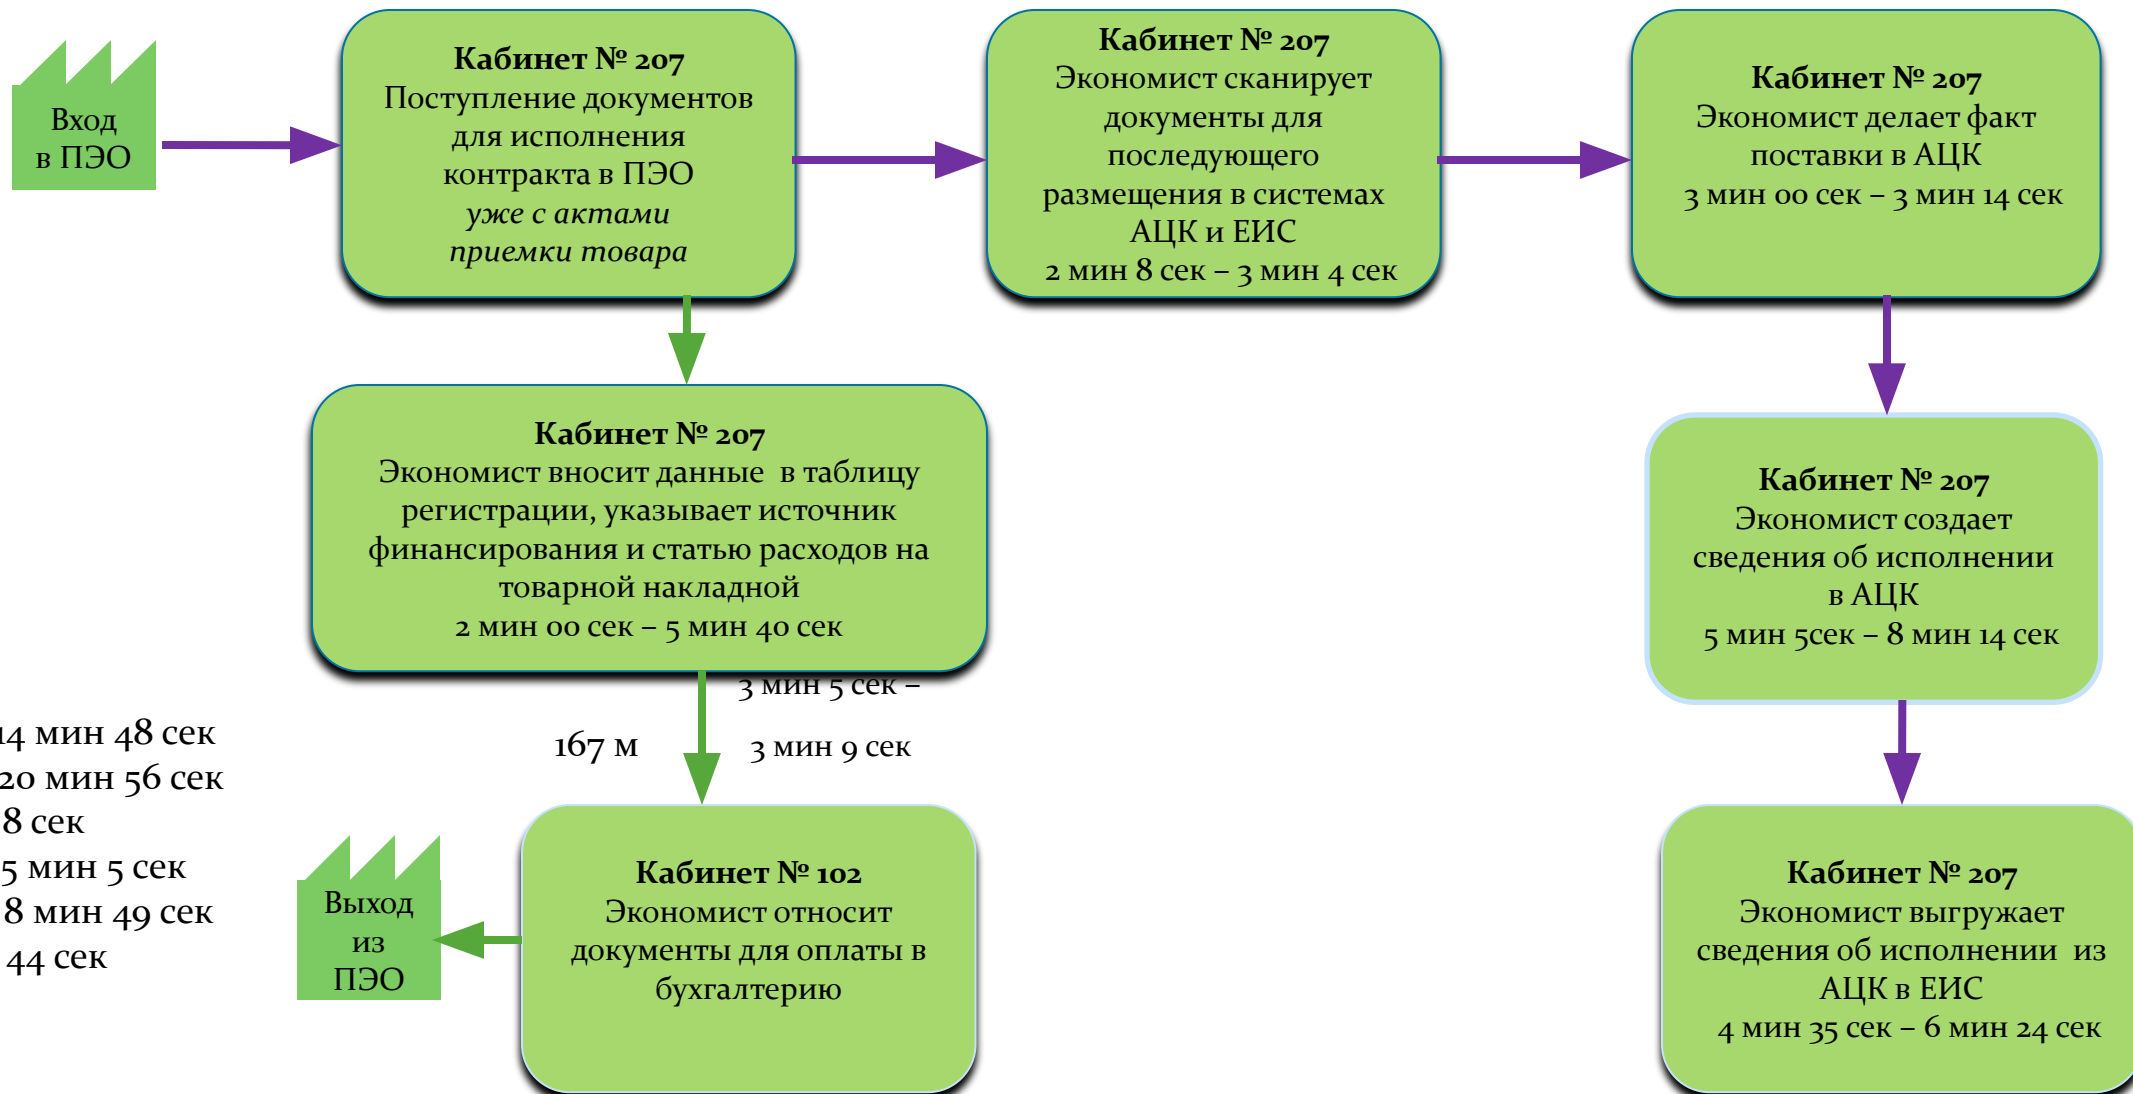 Вход
в ПЭО
Кабинет № 207
Поступление документов
для исполнения
контракта в ПЭО
уже с актами
приемки товара
Кабинет № 207
Экономист сканирует
документы для
последующего
размещения в системах
АЦК и ЕИС
2 мин 8 сек – 3 мин 4 сек
Кабинет № 207
Экономист делает факт
поставки в АЦК
3 мин 00 сек – 3 мин 14 сек
Кабинет № 207
Экономист вносит данные в таблицу
регистрации, указывает источник
финансирования и статью расходов на
товарной накладной
2 мин 00 сек – 5 мин 40 сек
Кабинет № 207
Экономист создает
сведения об исполнении
в АЦК
5 мин 5сек – 8 мин 14 сек
167 м
3 мин 5 сек –
3 мин 9 сек
14 мин 48 сек
20 мин 56 сек
8 сек
5 мин 5 сек
8 мин 49 сек
44 сек
Выход
из
ПЭО
Кабинет № 102
Экономист относит
документы для оплаты в
бухгалтерию
Кабинет № 207
Экономист выгружает
сведения об исполнении из
АЦК в ЕИС
4 мин 35 сек – 6 мин 24 сек